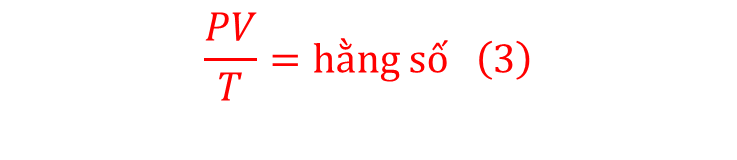 PV/T = hằng số (3)